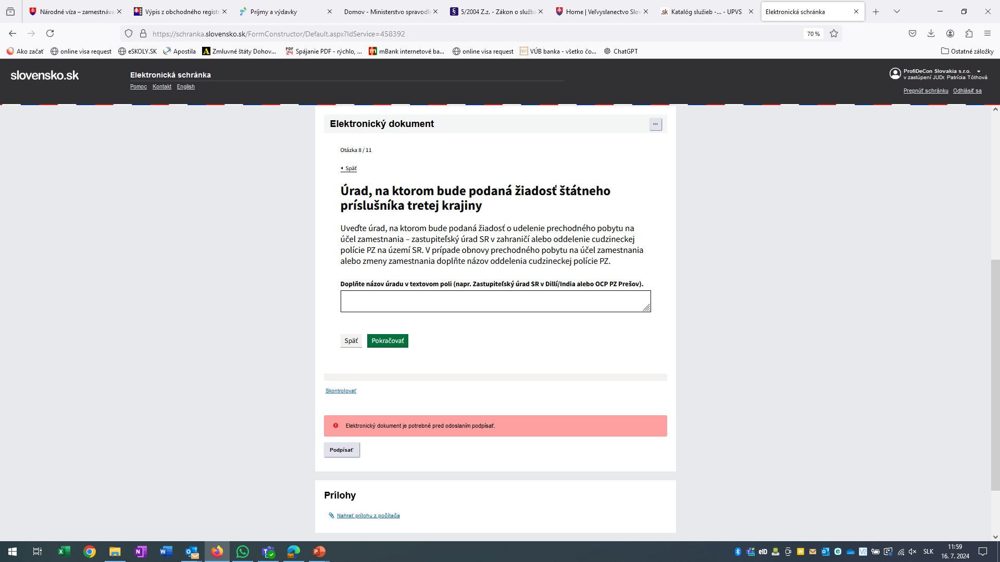 Národné víza – zamestnáva
Výpis z obchodného registr
Príjmy a výdavky
Domov - Ministerstvo spravodli
5/2004 Z.z. - Zákon o službá
Home | Veľvyslanectvo Slov
Katalóg služieb -... - UPVS
Elektronická schránka
https://schranka.slovensko.sk/FormConstructor/Default.aspx?IdService=458392
70 %
Ako začať
online visa request
eSKOLY.SK
Apostila
Zmluvné štáty Dohov...
Spájanie PDF - rýchlo, ...
mBank internetové ba...
online visa request
VÚB banka - všetko čo...
ChatGPT
Ostatné záložky
slovensko.sk
Elektronická schránka
Pomoc Kontakt English
ProfiDeCon Slovakia s.r.o.
v zastúpení JUDr. Patrícia Tóthová
Prepnúť schránku Odhlásiť sa
Elektronický dokument
Otázka 8 / 11
Späť
Úrad, na ktorom bude podaná žiadosť štátneho
príslušníka tretej krajiny
Uveďte úrad, na ktorom bude podaná žiadosť o udelenie prechodného pobytu na
účel zamestnania – zastupiteľský úrad SR v zahraničí alebo oddelenie cudzineckej
polície PZ na území SR. V prípade obnovy prechodného pobytu na účel zamestnania
alebo zmeny zamestnania doplňte názov oddelenia cudzineckej polície PZ.
Doplňte názov úradu v textovom poli (napr. Zastupiteľský úrad SR v Dillí/India alebo OCP PZ Prešov).
Späť
Pokračovať
Skontrolovať
Elektronický dokument je potrebné pred odoslaním podpísať.
Podpísať
Prílohy
Nahrať prílohu z počítača
eID
SLK
11:59
16. 7. 2024